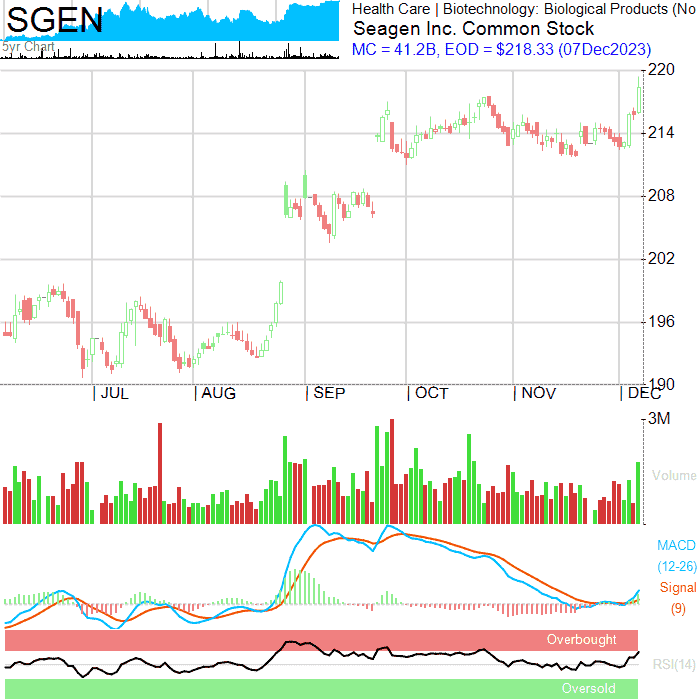 SGEN
5yr Chart
Health Care | Biotechnology: Biological Products (No
Seagen Inc. Common Stock
MC = 41.2B, EOD = $218.33 (07Dec2023)
220
214
208
202
196
190
| JUL | AUG | SEP | OCT | NOV | DEC
3M
Volume
MACD
(12-26)
Signal
(9)
Overbought
RSI(14)
Oversold